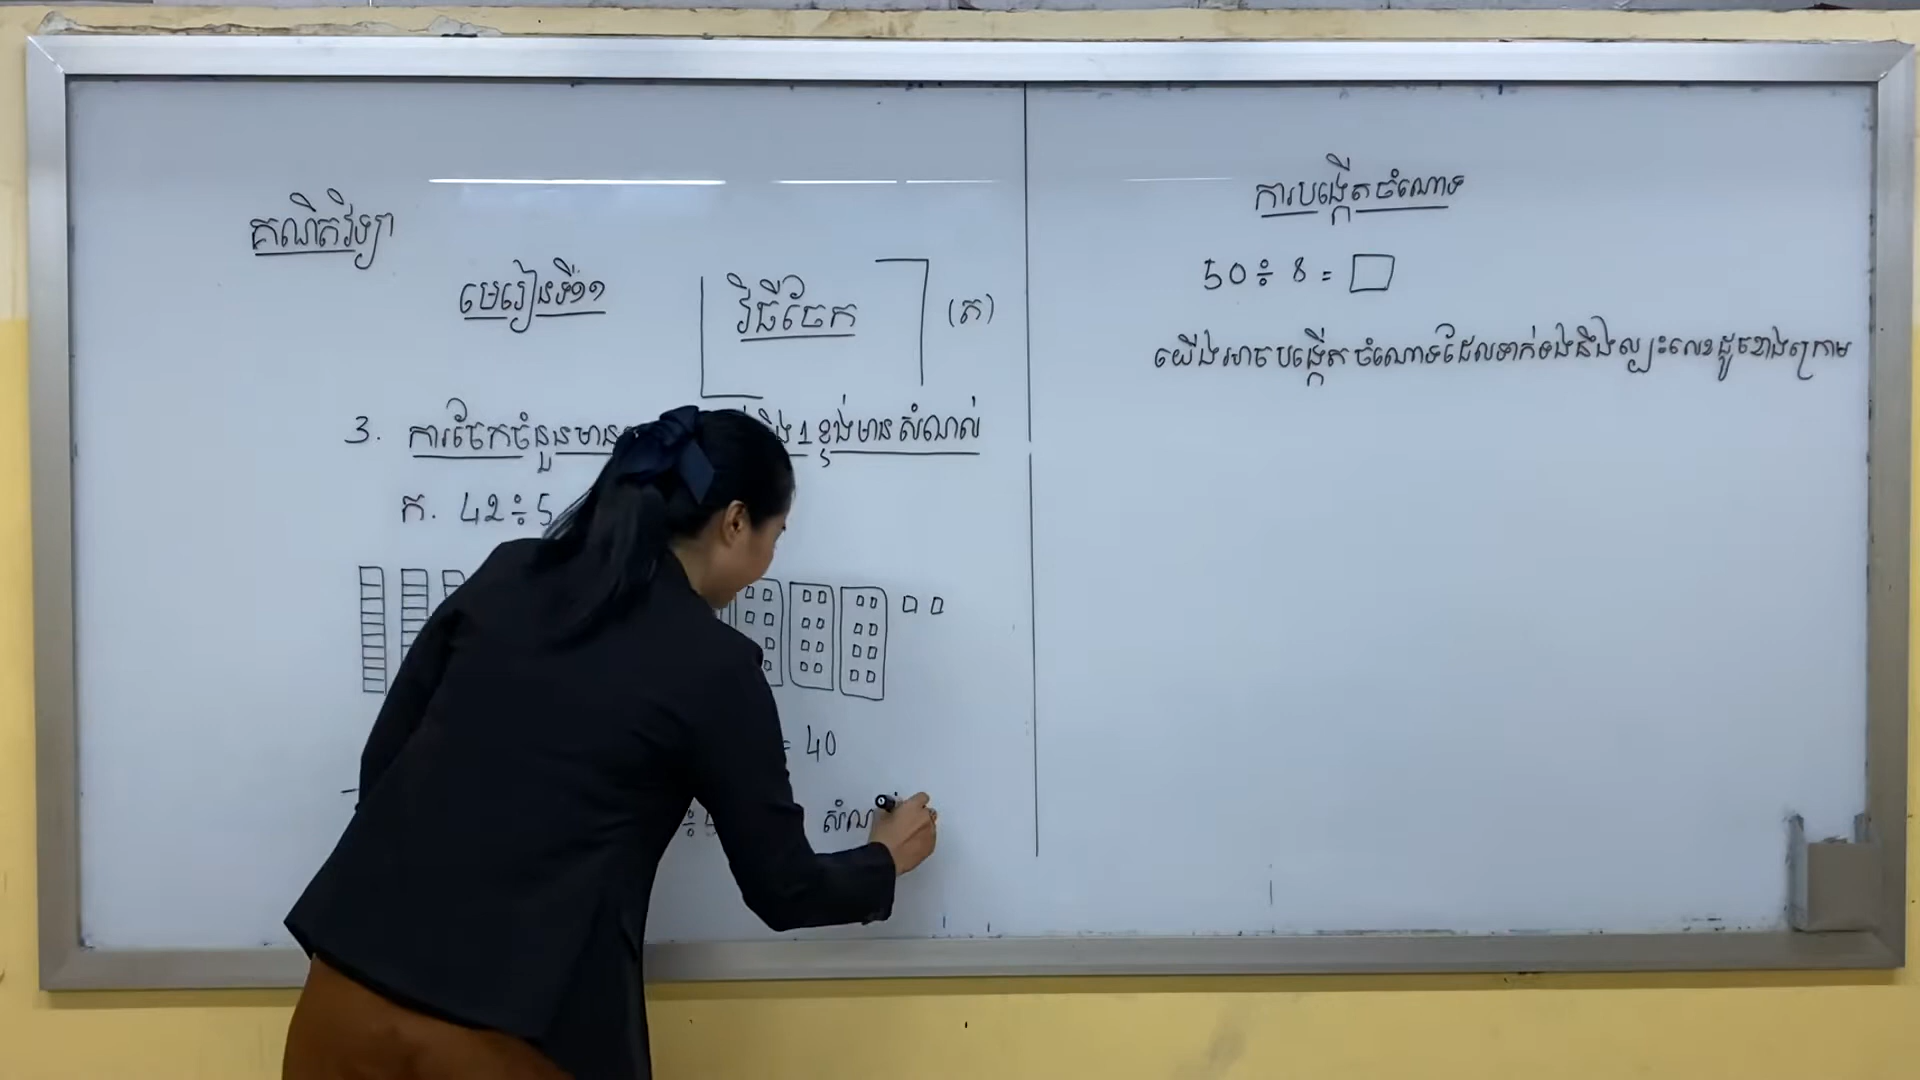 គណិតវិទ្យា
មេរៀនទី១១
វិធីចែក
(ត)
3. ការចែកចំនួនមាន
1 ខ្ទង់មានសំណល់
ក. 42 ÷ 5
= 40
÷
សំណ
ការបង្កើតចំណោទ
50 ÷ 8 =
យើងអាចបង្កើតចំណោទដែលទាក់ទងនឹងល្បះលេខដូចខាងក្រោម